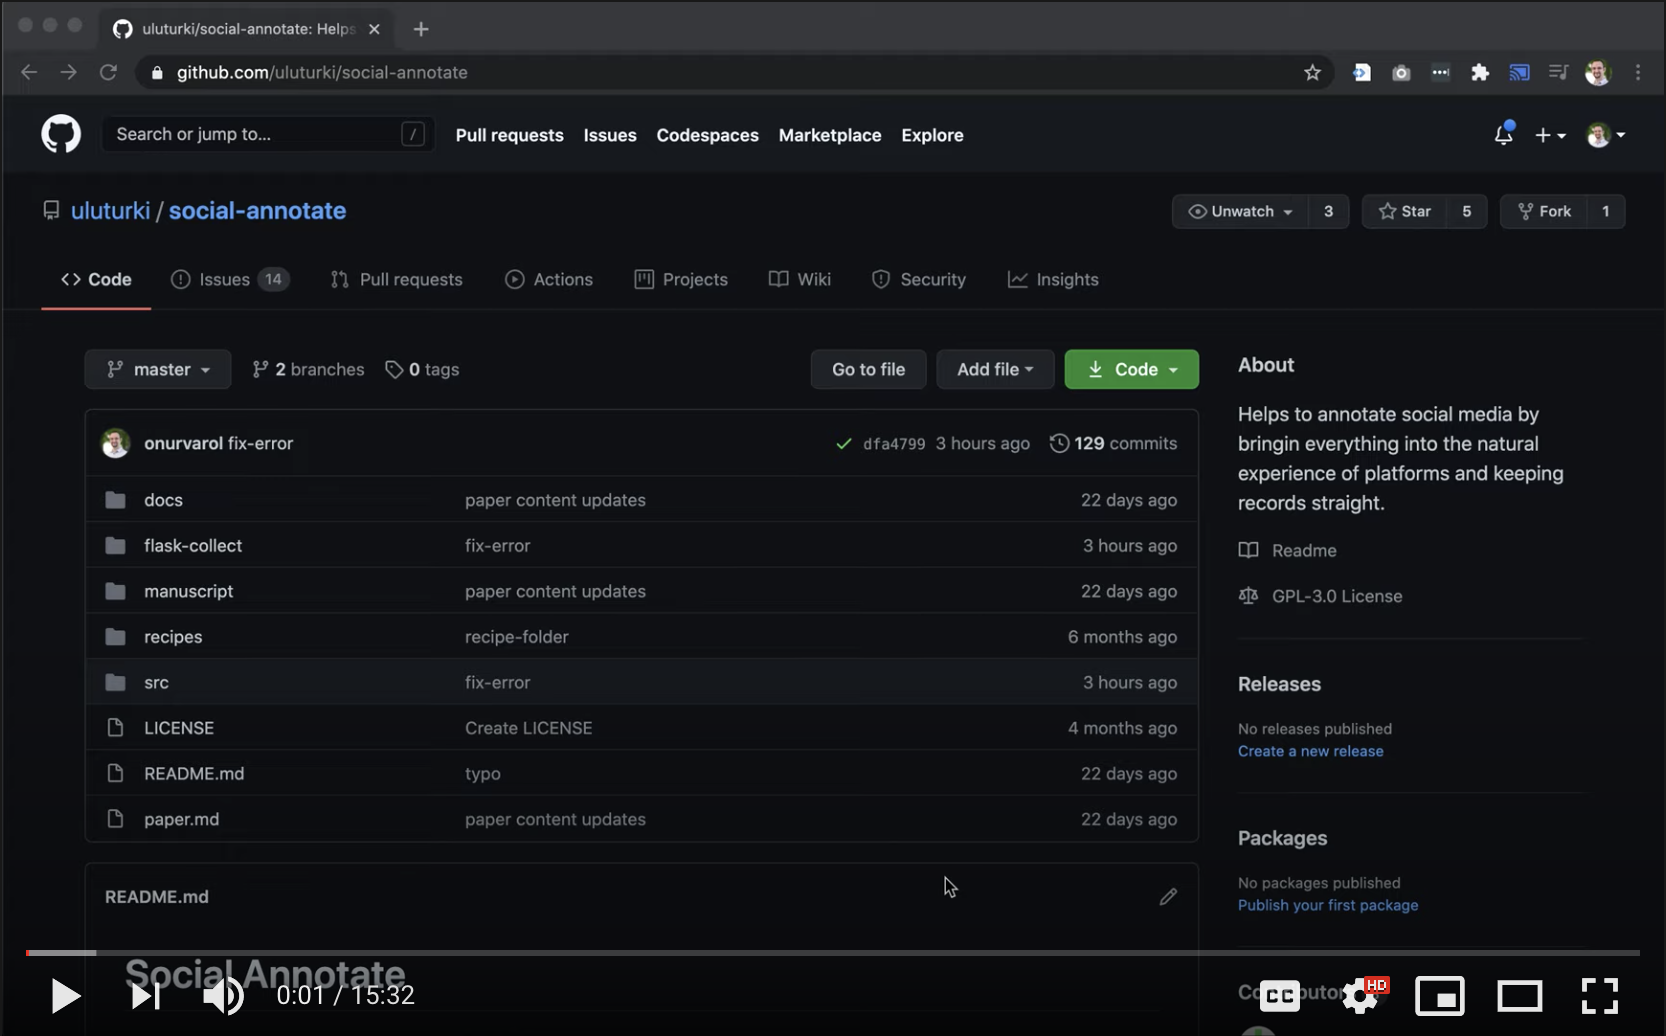 uluturki/social-annotate: Helps
github.com/uluturki/social-annotate
Search or jump to... /
Pull requests Issues Codespaces Marketplace Explore
uluturki / social-annotate
Unwatch 3 Star 5 Fork 1
Code Issues 14 Pull requests Actions Projects Wiki Security Insights
master 2 branches 0 tags Go to file Add file Code
onurvarol fix-error dfa4799 3 hours ago 129 commits
docs paper content updates 22 days ago
flask-collect fix-error 3 hours ago
manuscript paper content updates 22 days ago
recipes recipe-folder 6 months ago
src fix-error 3 hours ago
LICENSE Create LICENSE 4 months ago
README.md typo 22 days ago
paper.md paper content updates 22 days ago
README.md
Social Annotate
About
Helps to annotate social media by
bringin everything into the natural
experience of platforms and keeping
records straight.
Readme
GPL-3.0 License
Releases
No releases published
Create a new release
Packages
No packages published
Publish your first package
0:01 / 15:32
CC HD